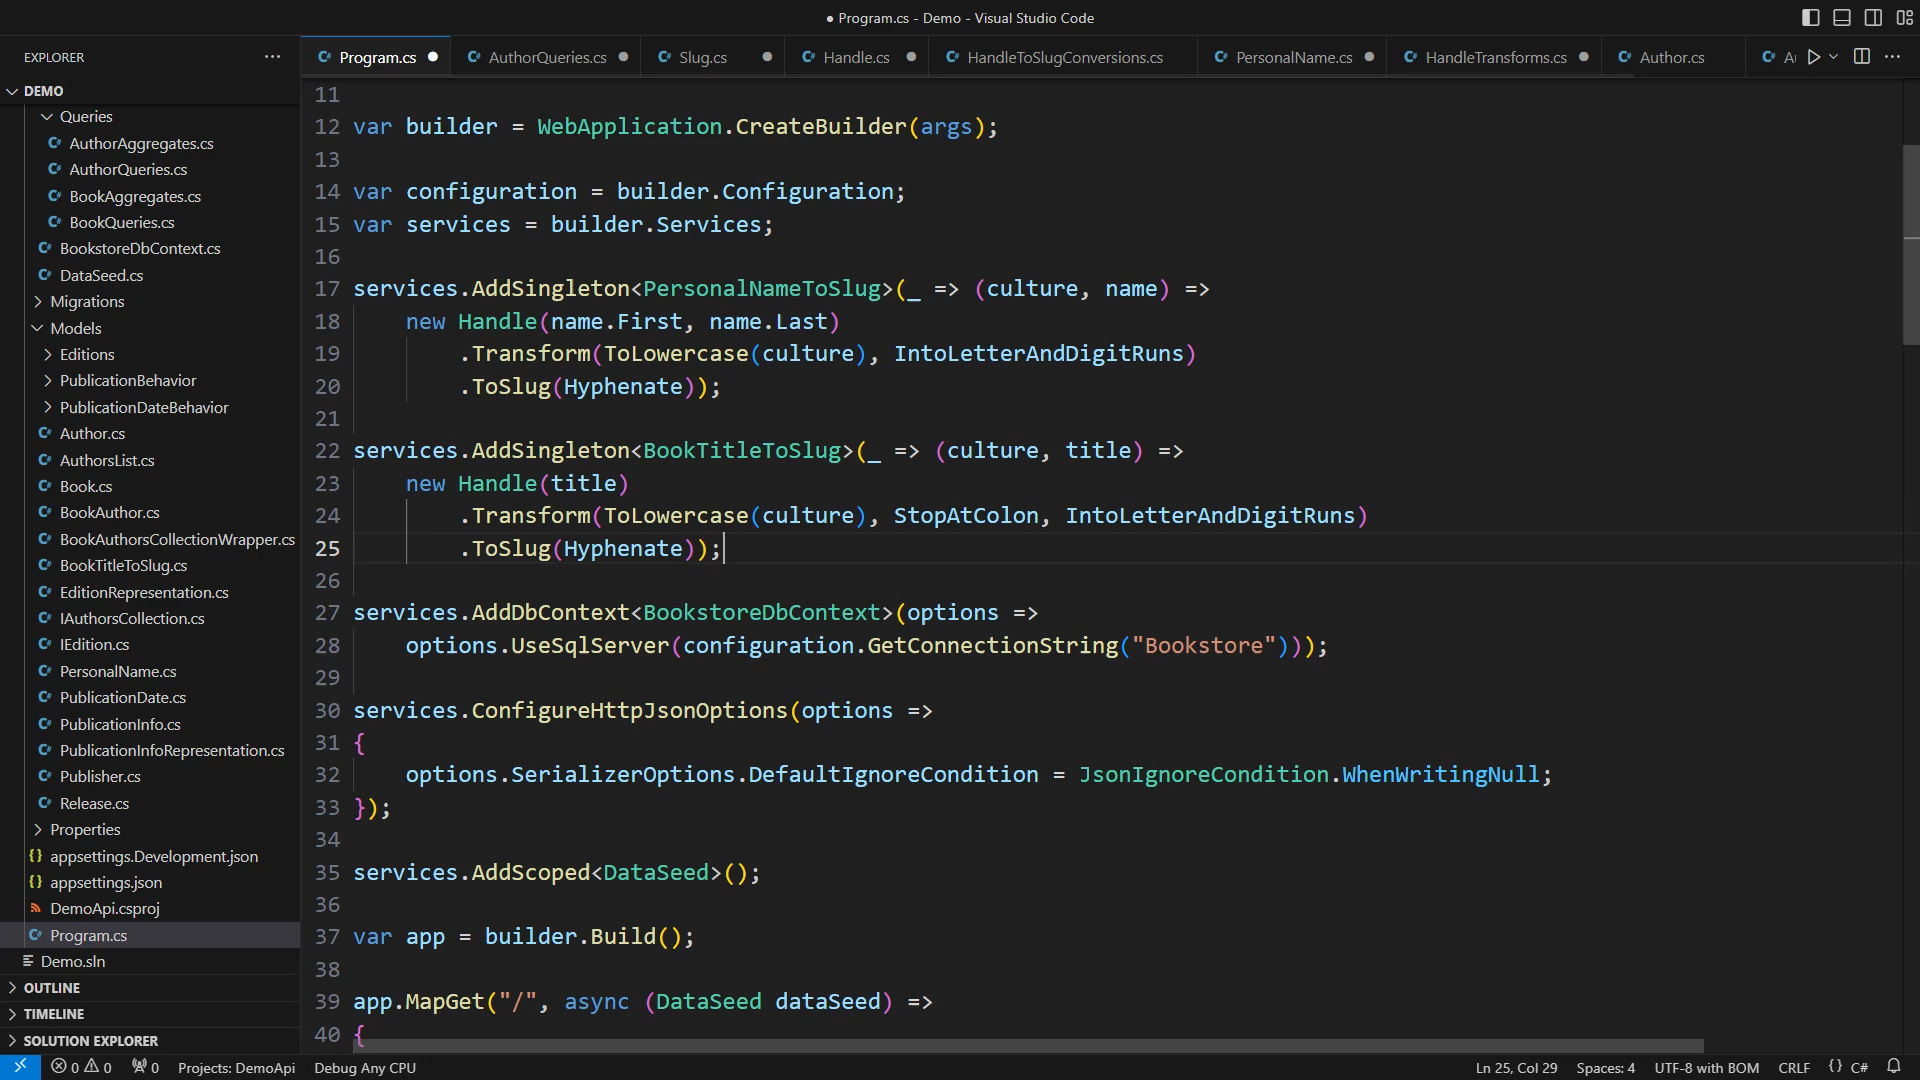 ● Program.cs - Demo - Visual Studio Code
EXPLORER
Program.cs
AuthorQueries.cs
Slug.cs
Handle.cs
HandleToSlugConversions.cs
PersonalName.cs
HandleTransforms.cs
Author.cs
DEMO
Queries
AuthorAggregates.cs
AuthorQueries.cs
BookAggregates.cs
BookQueries.cs
BookstoreDbContext.cs
DataSeed.cs
Migrations
Models
Editions
PublicationBehavior
PublicationDateBehavior
Author.cs
AuthorsList.cs
Book.cs
BookAuthor.cs
BookAuthorsCollectionWrapper.cs
BookTitleToSlug.cs
EditionRepresentation.cs
IAuthorsCollection.cs
IEdition.cs
PersonalName.cs
PublicationDate.cs
PublicationInfo.cs
PublicationInfoRepresentation.cs
Publisher.cs
Release.cs
Properties
appsettings.Development.json
appsettings.json
DemoApi.csproj
Program.cs
Demo.sln
OUTLINE
TIMELINE
SOLUTION EXPLORER
11
12 var builder = WebApplication.CreateBuilder(args);
13
14 var configuration = builder.Configuration;
15 var services = builder.Services;
16
17 services.AddSingleton<PersonalNameToSlug>(_ => (culture, name) =>
18 new Handle(name.First, name.Last)
19 .Transform(ToLowercase(culture), IntoLetterAndDigitRuns)
20 .ToSlug(Hyphenate));
21
22 services.AddSingleton<BookTitleToSlug>(_ => (culture, title) =>
23 new Handle(title)
24 .Transform(ToLowercase(culture), StopAtColon, IntoLetterAndDigitRuns)
25 .ToSlug(Hyphenate));
26
27 services.AddDbContext<BookstoreDbContext>(options =>
28 options.UseSqlServer(configuration.GetConnectionString("Bookstore")));
29
30 services.ConfigureHttpJsonOptions(options =>
31 {
32 options.SerializerOptions.DefaultIgnoreCondition = JsonIgnoreCondition.WhenWritingNull;
33 });
34
35 services.AddScoped<DataSeed>();
36
37 var app = builder.Build();
38
39 app.MapGet("/", async (DataSeed dataSeed) =>
40 {
0 0 0 Projects: DemoApi Debug Any CPU Ln 25, Col 29 Spaces: 4 UTF-8 with BOM CRLF {} C#